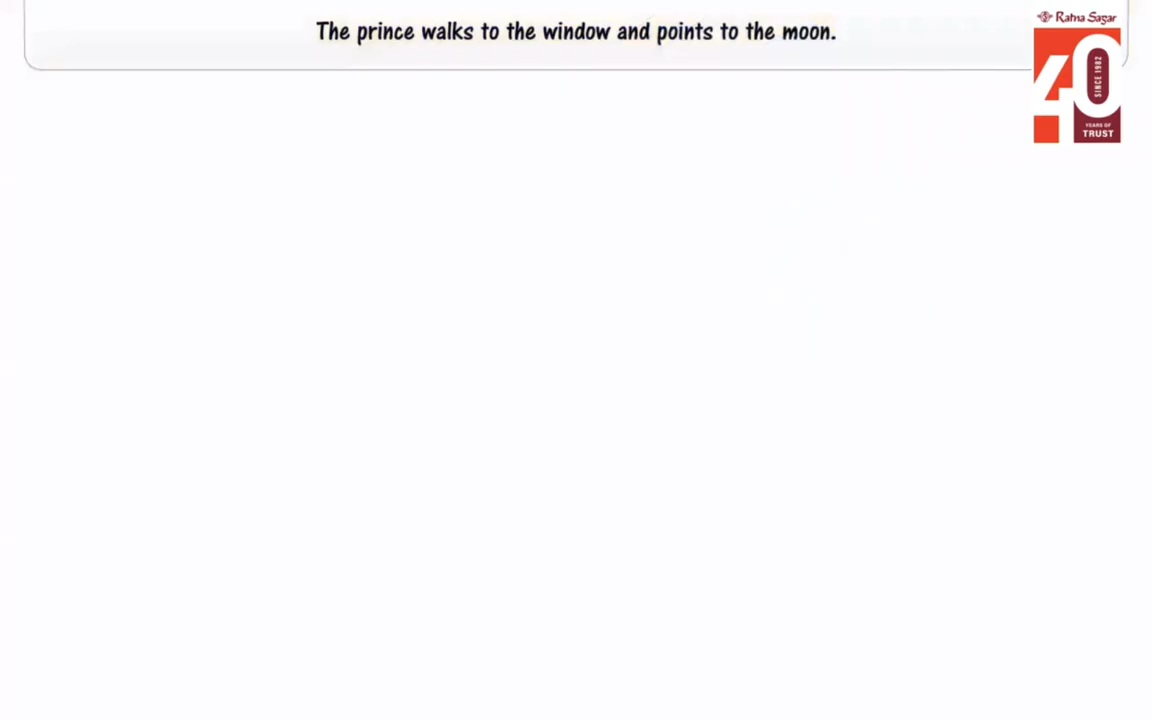 The prince walks to the window and points to the moon.
Ratna Sagar
40
SINCE 1982
YEARS OF
TRUST